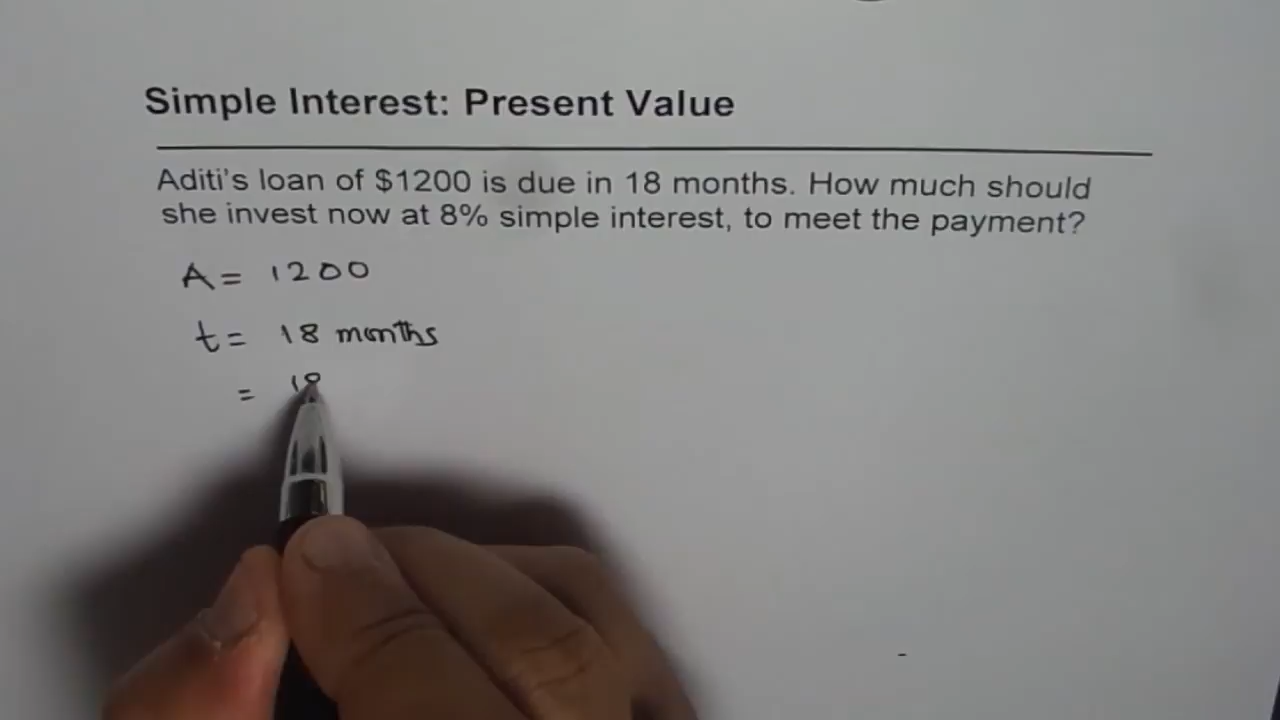 Simple Interest: Present Value
Aditi's loan of $1200 is due in 18 months. How much should
she invest now at 8% simple interest, to meet the payment?
A = 1200
t = 18 months
= 18